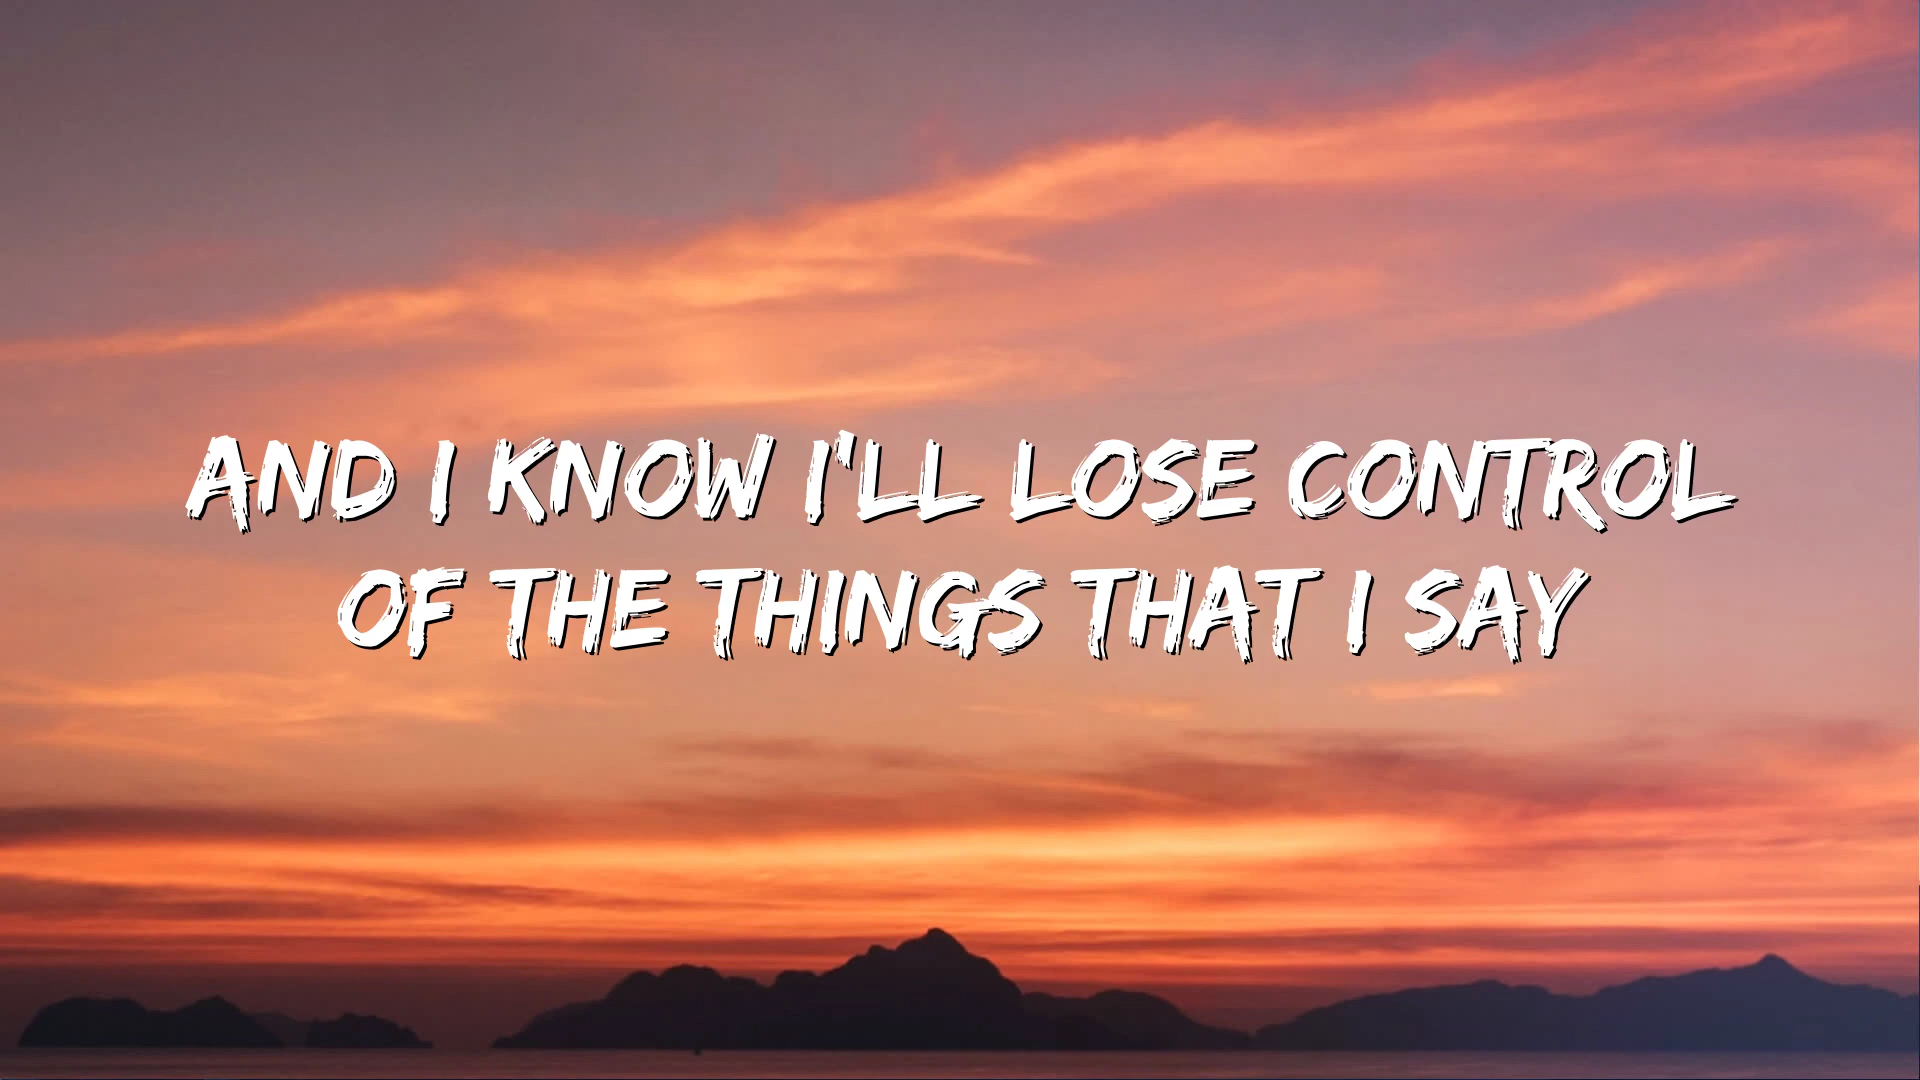 AND I KNOW I'LL LOSE CONTROL
OF THE THINGS THAT I SAY